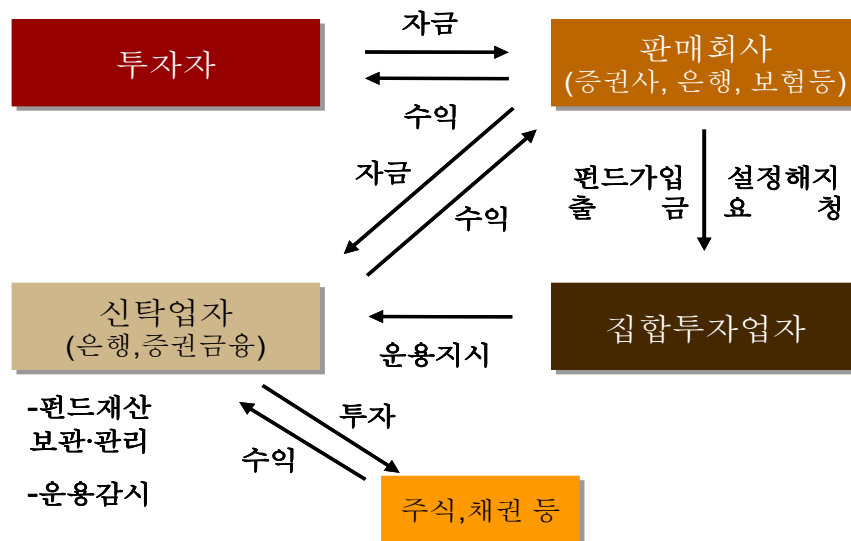 자금
투자자
판매회사
(증권사, 은행, 보험등)
수익
자금
수익
펀드가입
출 금
설정해지
요 청
신탁업자
(은행,증권금융)
집합투자업자
운용지시
-펀드재산
보관·관리
-운용감시
투자
수익
주식,채권 등